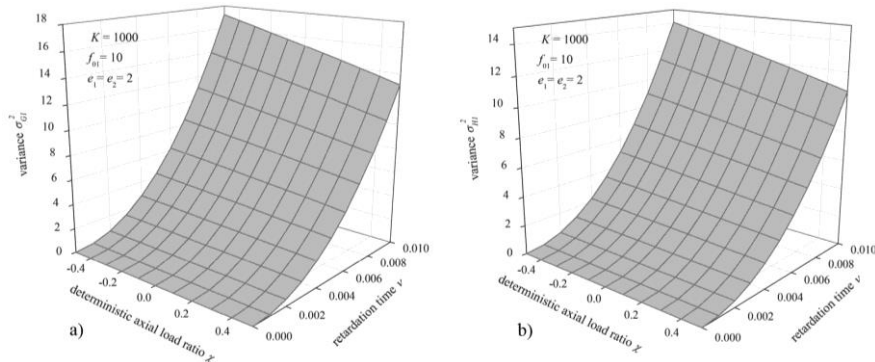 18
16
14
12
10
8
6
4
2
0
variance σ²_G1
K = 1000
f₀₁ = 10
e₁ = e₂ = 2
-0.4
-0.2
0.0
0.2
0.4
deterministic axial load ratio χ
0.000
0.002
0.004
0.006
0.008
0.010
retardation time ν
a)
14
12
10
8
6
4
2
0
variance σ²_H1
K = 1000
f₀₁ = 10
e₁ = e₂ = 2
-0.4
-0.2
0.0
0.2
0.4
deterministic axial load ratio χ
0.000
0.002
0.004
0.006
0.008
0.010
retardation time ν
b)